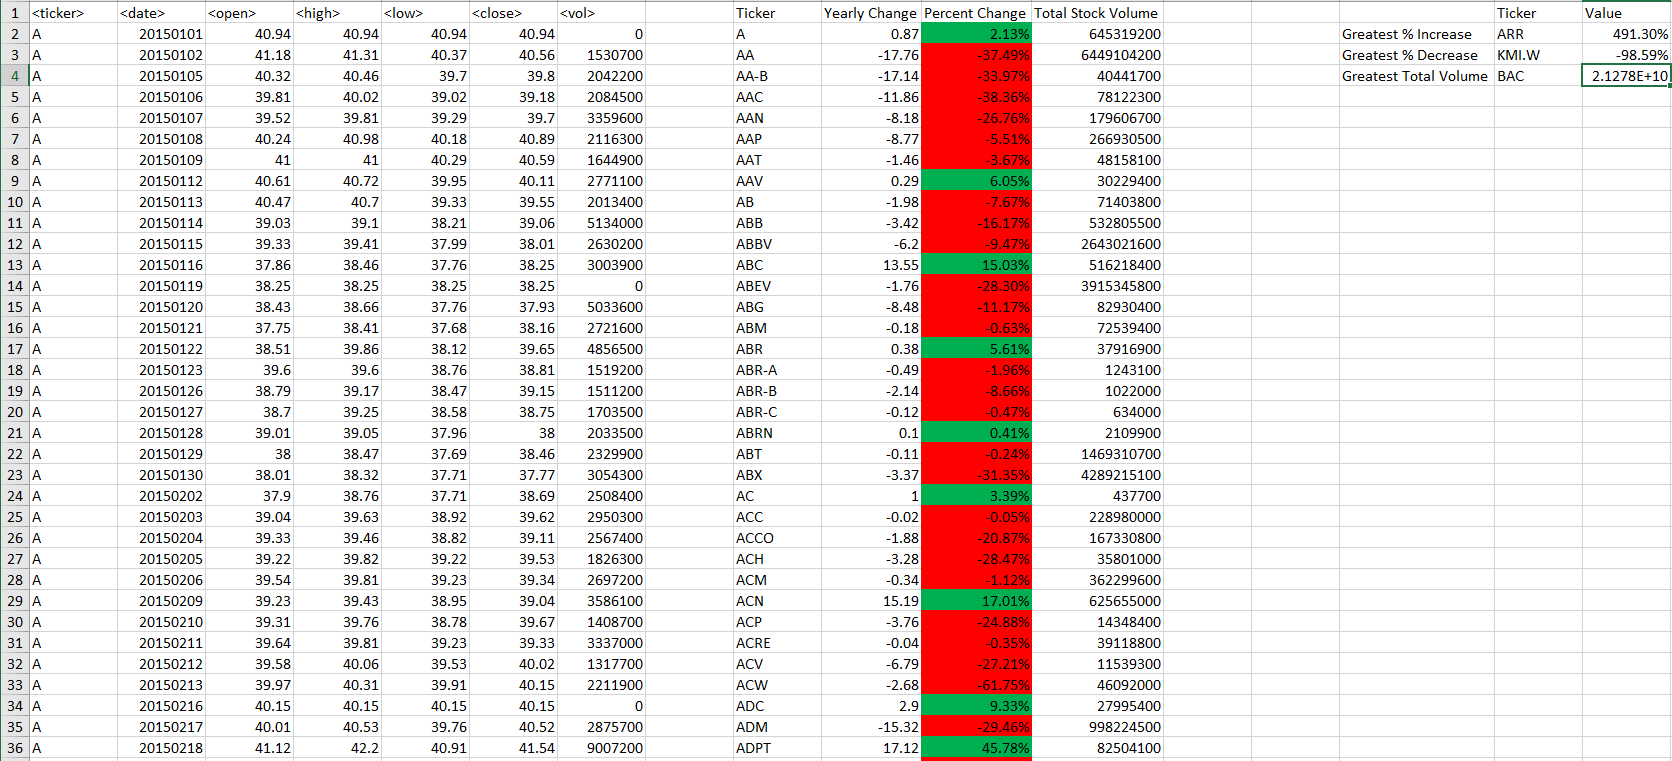 1 <ticker> <date> <open> <high> <low> <close> <vol> Ticker Yearly Change Percent Change Total Stock Volume Ticker Value
2 A 20150101 40.94 40.94 40.94 40.94 0 A 0.87 2.13% 645319200 Greatest % Increase ARR 491.30%
3 A 20150102 41.18 41.31 40.37 40.56 1530700 AA -17.76 -37.49% 6449104200 Greatest % Decrease KMI.W -98.59%
4 A 20150105 40.32 40.46 39.7 39.8 2042200 AA-B -17.14 -33.97% 40441700 Greatest Total Volume BAC 2.1278E+10
5 A 20150106 39.81 40.02 39.02 39.18 2084500 AAC -11.86 -38.36% 78122300
6 A 20150107 39.52 39.81 39.29 39.7 3359600 AAN -8.18 -26.76% 179606700
7 A 20150108 40.24 40.98 40.18 40.89 2116300 AAP -8.77 -5.51% 266930500
8 A 20150109 41 41 40.29 40.59 1644900 AAT -1.46 -3.67% 48158100
9 A 20150112 40.61 40.72 39.95 40.11 2771100 AAV 0.29 6.05% 30229400
10 A 20150113 40.47 40.7 39.33 39.55 2013400 AB -1.98 -7.67% 71403800
11 A 20150114 39.03 39.1 38.21 39.06 5134000 ABB -3.42 -16.17% 532805500
12 A 20150115 39.33 39.41 37.99 38.01 2630200 ABBV -6.2 -9.47% 2643021600
13 A 20150116 37.86 38.46 37.76 38.25 3003900 ABC 13.55 15.03% 516218400
14 A 20150119 38.25 38.25 38.25 38.25 0 ABEV -1.76 -28.30% 3915345800
15 A 20150120 38.43 38.66 37.76 37.93 5033600 ABG -8.48 -11.17% 82930400
16 A 20150121 37.75 38.41 37.68 38.16 2721600 ABM -0.18 -0.63% 72539400
17 A 20150122 38.51 39.86 38.12 39.65 4856500 ABR 0.38 5.61% 37916900
18 A 20150123 39.6 39.6 38.76 38.81 1519200 ABR-A -0.49 -1.96% 1243100
19 A 20150126 38.79 39.17 38.47 39.15 1511200 ABR-B -2.14 -8.66% 1022000
20 A 20150127 38.7 39.25 38.58 38.75 1703500 ABR-C -0.12 -0.47% 634000
21 A 20150128 39.01 39.05 37.96 38 2033500 ABRN 0.1 0.41% 2109900
22 A 20150129 38 38.47 37.69 38.46 2329900 ABT -0.11 -0.24% 1469310700
23 A 20150130 38.01 38.32 37.71 37.77 3054300 ABX -3.37 -31.35% 4289215100
24 A 20150202 37.9 38.76 37.71 38.69 2508400 AC 1 3.39% 437700
25 A 20150203 39.04 39.63 38.92 39.62 2950300 ACC -0.02 -0.05% 228980000
26 A 20150204 39.33 39.46 38.82 39.11 2567400 ACCO -1.88 -20.87% 167330800
27 A 20150205 39.22 39.82 39.22 39.53 1826300 ACH -3.28 -28.47% 35801000
28 A 20150206 39.54 39.81 39.23 39.34 2697200 ACM -0.34 -1.12% 362299600
29 A 20150209 39.23 39.43 38.95 39.04 3586100 ACN 15.19 17.01% 625655000
30 A 20150210 39.31 39.76 38.78 39.67 1408700 ACP -3.76 -24.88% 14348400
31 A 20150211 39.64 39.81 39.23 39.33 3337000 ACRE -0.04 -0.35% 39118800
32 A 20150212 39.58 40.06 39.53 40.02 1317700 ACV -6.79 -27.21% 11539300
33 A 20150213 39.97 40.31 39.91 40.15 2211900 ACW -2.68 -61.75% 46092000
34 A 20150216 40.15 40.15 40.15 40.15 0 ADC 2.9 9.33% 27995400
35 A 20150217 40.01 40.53 39.76 40.52 2875700 ADM -15.32 -29.46% 998224500
36 A 20150218 41.12 42.2 40.91 41.54 9007200 ADPT 17.12 45.78% 82504100